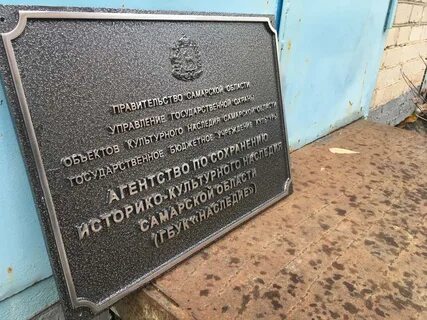 ПРАВИТЕЛЬСТВО САМАРСКОЙ ОБЛАСТИ
УПРАВЛЕНИЕ ГОСУДАРСТВЕННОЙ ОХРАНЫ
ОБЪЕКТОВ КУЛЬТУРНОГО НАСЛЕДИЯ САМАРСКОЙ ОБЛАСТИ
ГОСУДАРСТВЕННОЕ БЮДЖЕТНОЕ УЧРЕЖДЕНИЕ КУЛЬТУРЫ
АГЕНТСТВО ПО СОХРАНЕНИЮ
ИСТОРИКО-КУЛЬТУРНОГО НАСЛЕДИЯ
САМАРСКОЙ ОБЛАСТИ
(ГБУК «НАСЛЕДИЕ»)